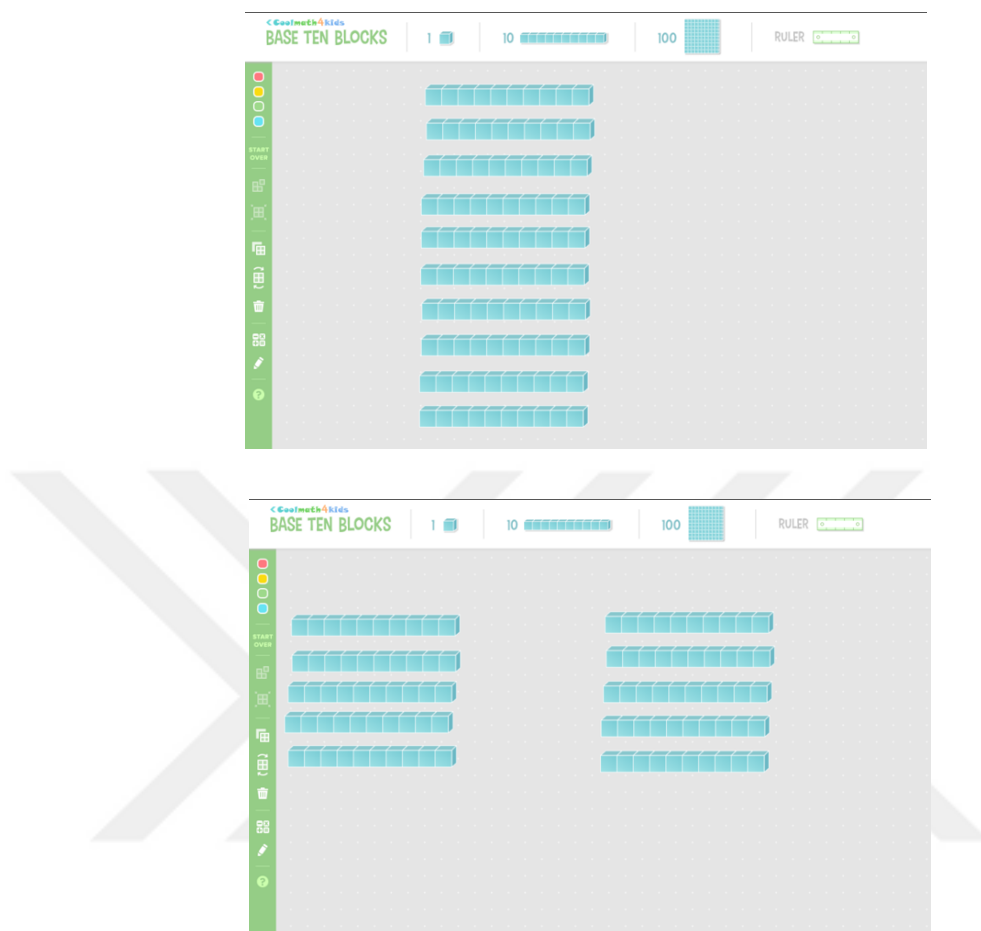 <Coolmath4kids
BASE TEN BLOCKS 1 10 100 RULER
START
OVER
?
<Coolmath4kids
BASE TEN BLOCKS 1 10 100 RULER
START
OVER
?